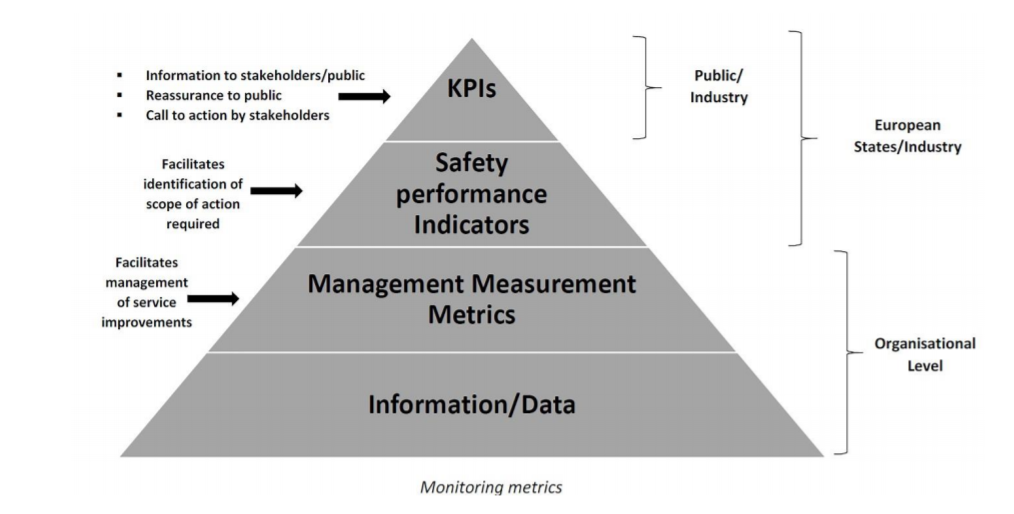 ▪ Information to stakeholders/public
▪ Reassurance to public
▪ Call to action by stakeholders
KPIs
Public/
Industry
European
States/Industry
Facilitates
identification of
scope of action
required
Safety
performance
Indicators
Facilitates
management
of service
improvements
Management Measurement
Metrics
Organisational
Level
Information/Data
Monitoring metrics